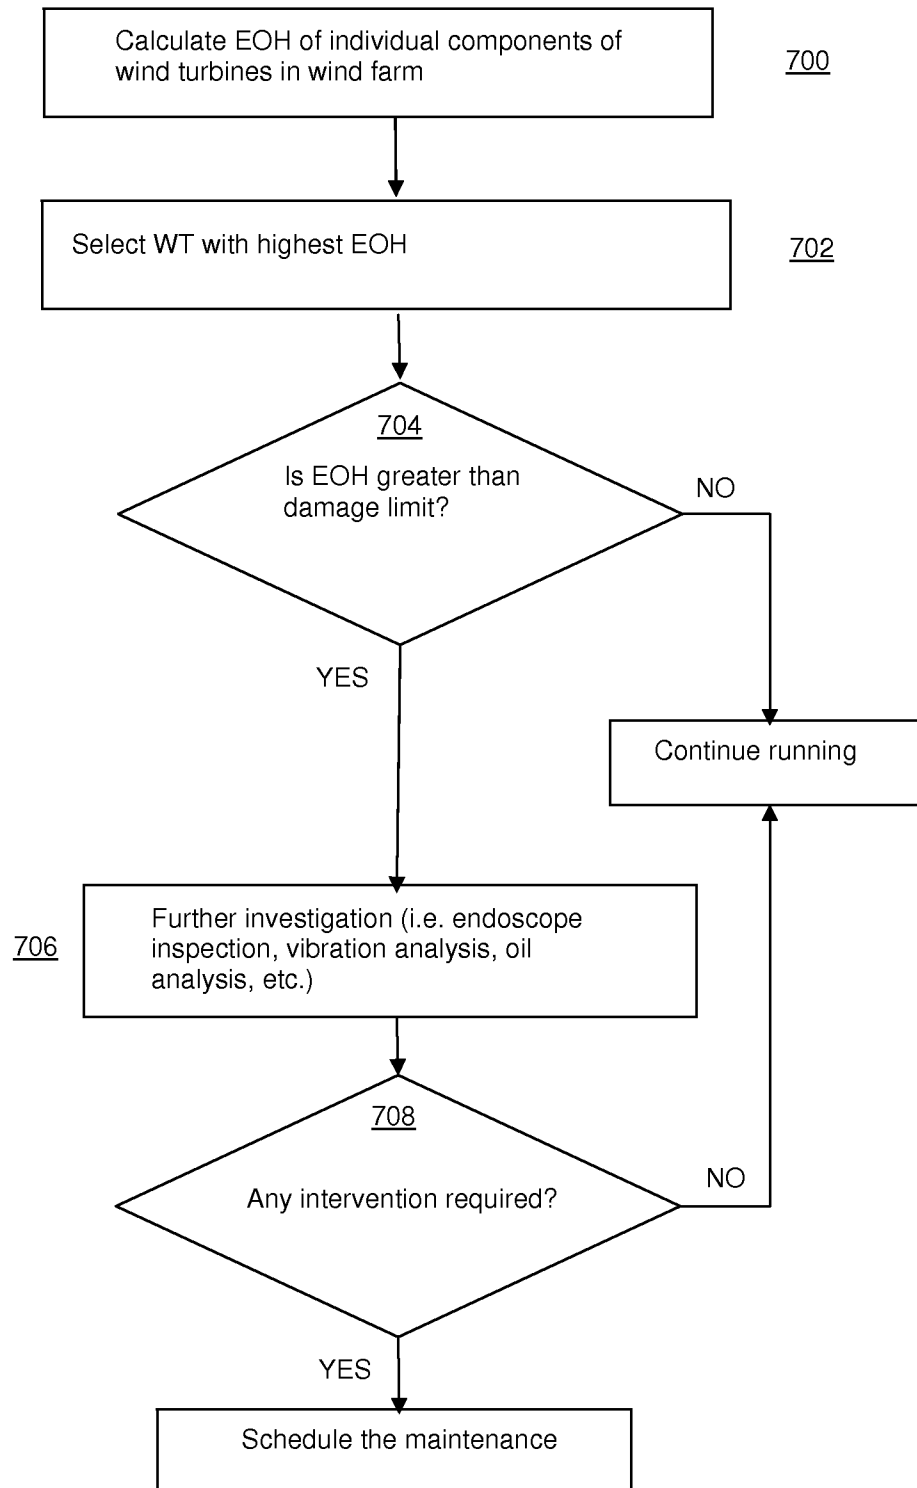 Calculate EOH of individual components of
wind turbines in wind farm
700
Select WT with highest EOH
702
704
Is EOH greater than
damage limit?
NO
YES
Continue running
Further investigation (i.e. endoscope
inspection, vibration analysis, oil
analysis, etc.)
706
708
Any intervention required?
NO
YES
Schedule the maintenance